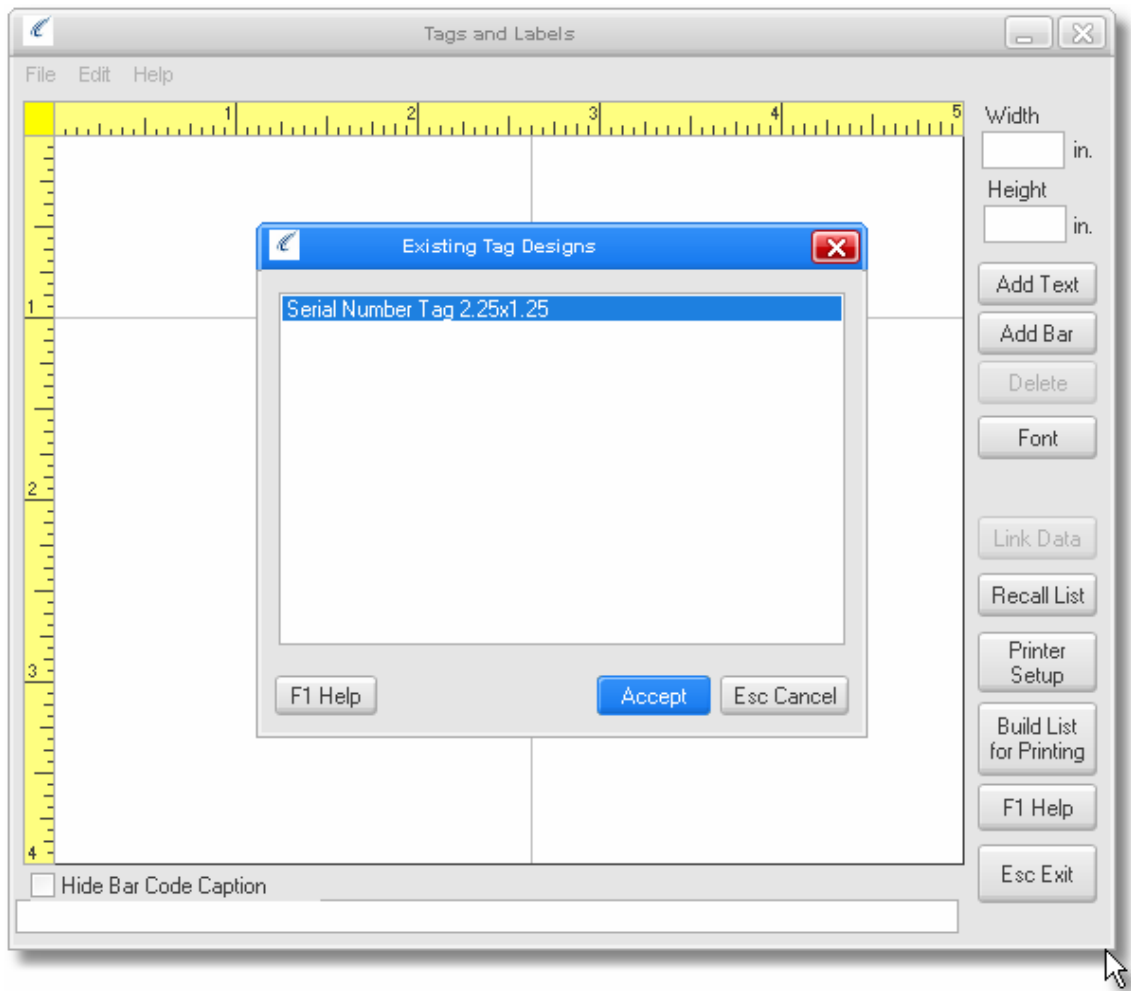 Tags and Labels
File Edit Help
1 2 3 4 5
Width
in.
Height
in.
Existing Tag Designs
Serial Number Tag 2.25x1.25
Add Text
1
Add Bar
Delete
Font
2
Link Data
Recall List
Printer
Setup
3
F1 Help Accept Esc Cancel
Build List
for Printing
F1 Help
4
Esc Exit
Hide Bar Code Caption